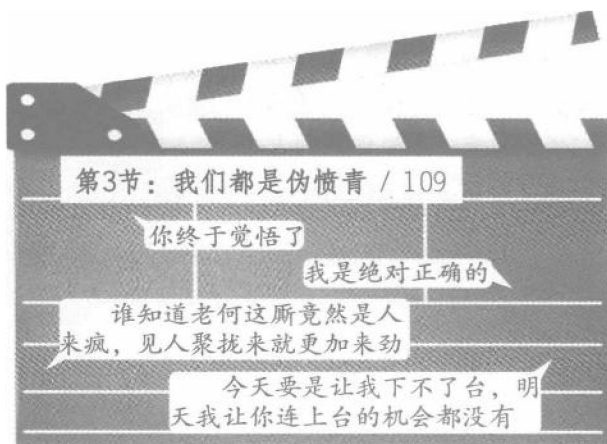 第3节：我们都是伪愤青 / 109
你终于觉悟了
我是绝对正确的
谁知道老何这厮竟然是人
来疯，见人聚拢来就更加来劲
今天要是让我下不了台，明
天我让你连上台的机会都没有